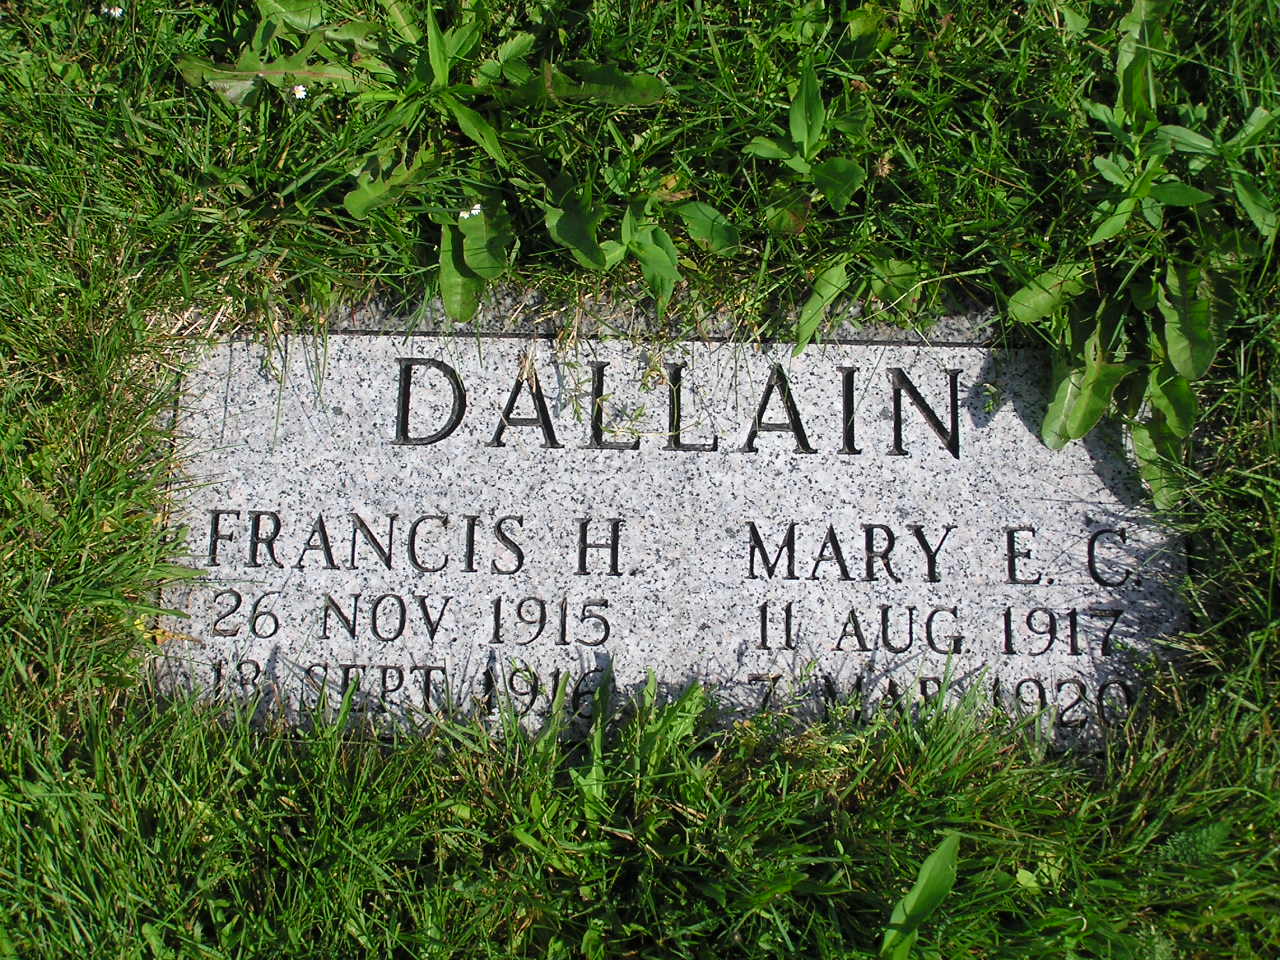 DALLAIN
FRANCIS H. MARY E. C.
26 NOV 1915 11 AUG. 1917
SEPT 1916 7 MAR 1920